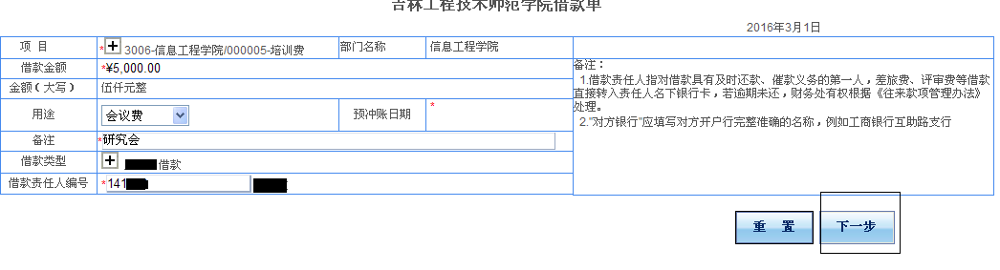 吉林工程技术师范学院借款单
2016年3月1日
项 目 * 3006-信息工程学院/000005-培训费 部门名称 信息工程学院
借款金额 *¥5,000.00
金额(大写) 伍仟元整
用途 会议费 预冲账日期 *
备注 *研究会
借款类型 借款
借款责任人编号 *141
备注：
1.借款责任人指对借款具有及时还款、催款义务的第一人，差旅费、评审费等借款
直接转入责任人名下银行卡，若逾期未还，财务处有权根据《往来款项管理办法》
处理。
2."对方银行"应填写对方开户行完整准确的名称，例如工商银行互助路支行
重 置 下一步